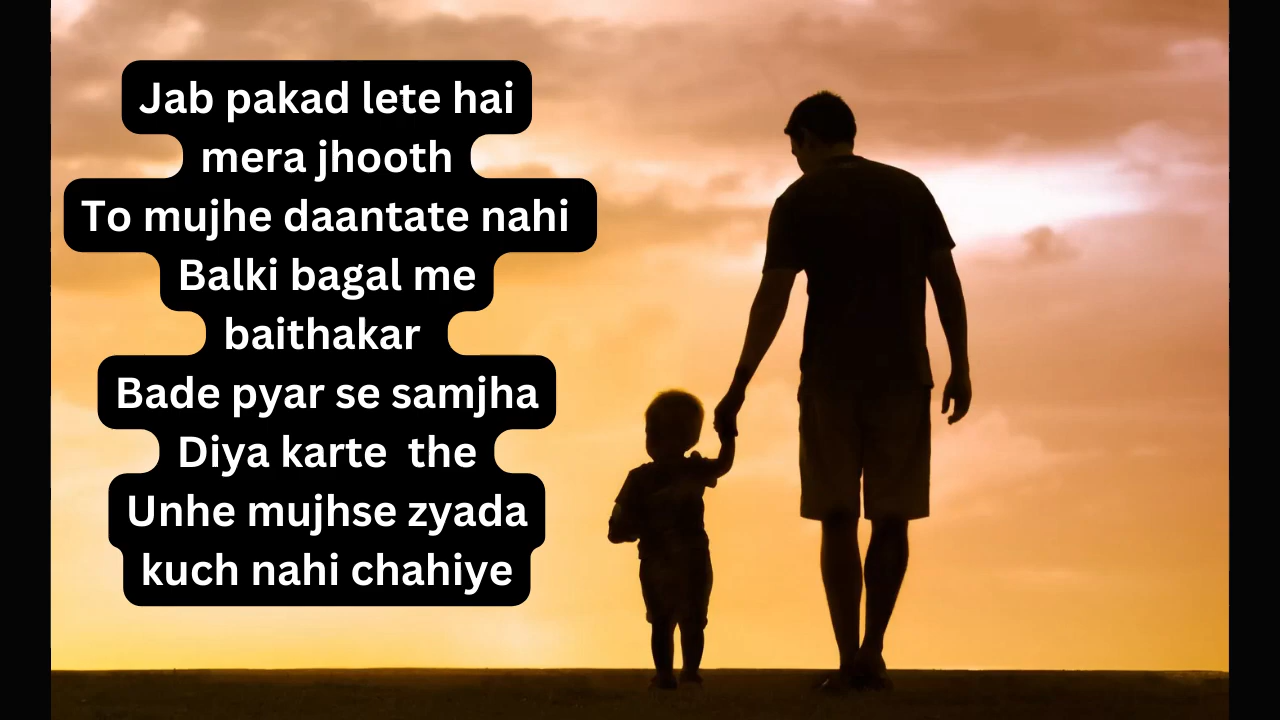 Jab pakad lete hai
mera jhooth
To mujhe daantate nahi
Balki bagal me
baithakar
Bade pyar se samjha
Diya karte  the
Unhe mujhse zyada
kuch nahi chahiye